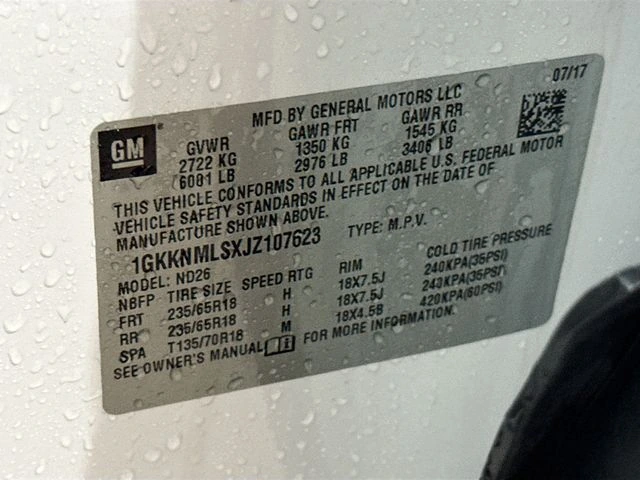 07/17
MFD BY GENERAL MOTORS LLC
GM
GVWR GAWR FRT GAWR RR
2722 KG 1350 KG 1545 KG
6001 LB 2976 LB 3406 LB
THIS VEHICLE CONFORMS TO ALL APPLICABLE U.S. FEDERAL MOTOR
VEHICLE SAFETY STANDARDS IN EFFECT ON THE DATE OF
MANUFACTURE SHOWN ABOVE.
1GKKNMLSXJZ107623 TYPE: M.P.V.
MODEL: ND26
NBFP TIRE SIZE SPEED RTG RIM COLD TIRE PRESSURE
FRT 235/65R18 H 18X7.5J 240KPA(35PSI)
RR 235/65R18 H 18X7.5J 240KPA(35PSI)
SPA T135/70R18 M 18X4.5B 420KPA(60PSI)
SEE OWNER'S MANUAL FOR MORE INFORMATION.